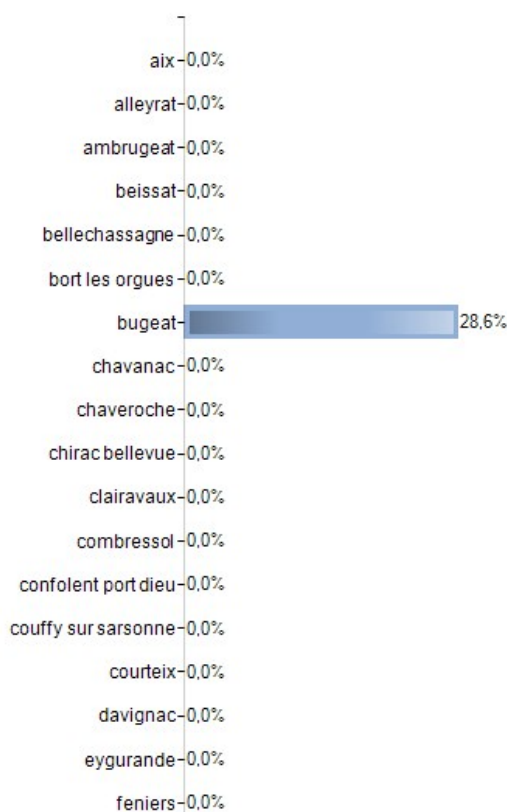 aix 0,0%
alleyrat 0,0%
ambrugeat 0,0%
beissat 0,0%
bellechassagne 0,0%
bort les orgues 0,0%
bugeat 28,6%
chavanac 0,0%
chaveroche 0,0%
chirac bellevue 0,0%
clairavaux 0,0%
combressol 0,0%
confolent port dieu 0,0%
couffy sur sarsonne 0,0%
courteix 0,0%
davignac 0,0%
eygurande 0,0%
feniers 0,0%